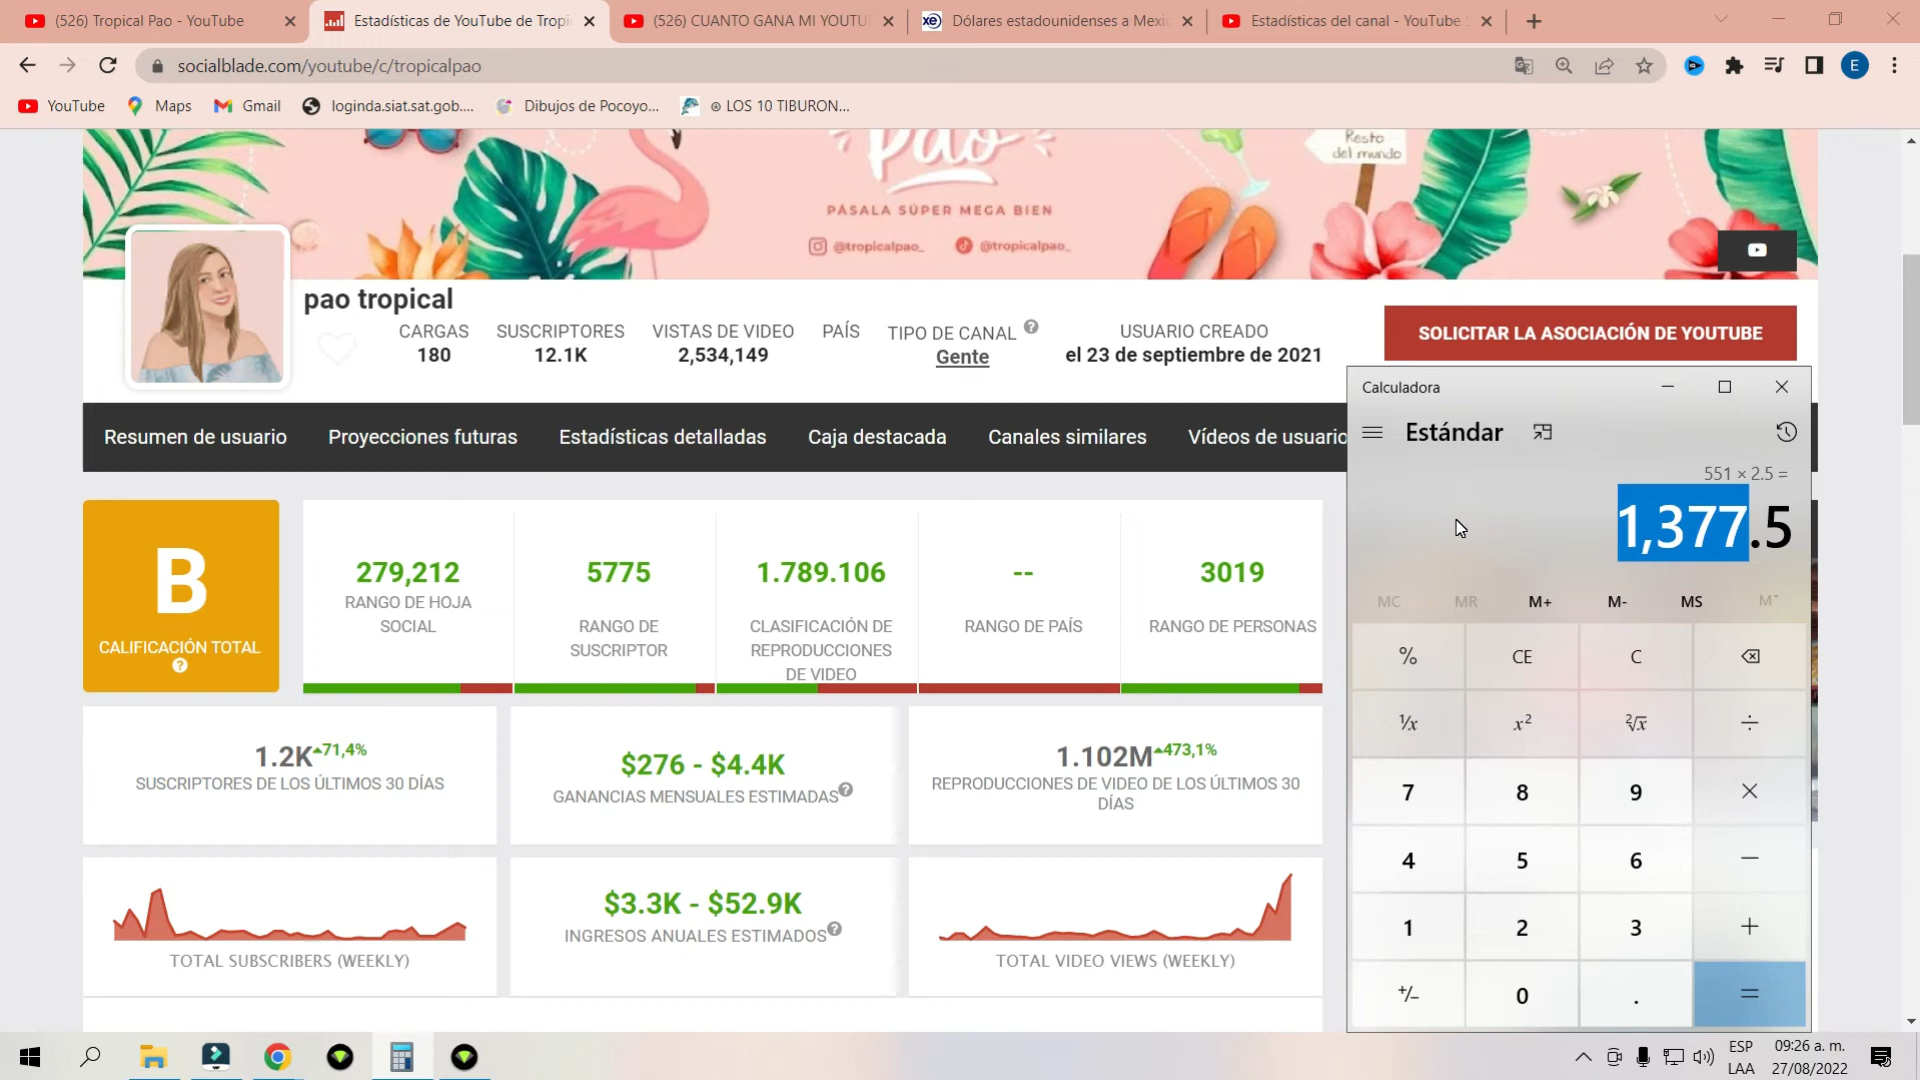 (526) Tropical Pao - YouTube
Estadísticas de YouTube de Tropi
(526) CUANTO GANA MI YOUTU
Dólares estadounidenses a Mexic
Estadísticas del canal - YouTube S
socialblade.com/youtube/c/tropicalpao
E
YouTube
Maps
Gmail
loginda.siat.sat.gob....
Dibujos de Pocoyo...
⊛ LOS 10 TIBURON...
pao
Resto
del mundo
PÁSALA SÚPER MEGA BIEN
@tropicalpao_
@tropicalpao_
pao tropical
CARGAS
180
SUSCRIPTORES
12.1K
VISTAS DE VIDEO
2,534,149
PAÍS
TIPO DE CANAL
Gente
USUARIO CREADO
el 23 de septiembre de 2021
SOLICITAR LA ASOCIACIÓN DE YOUTUBE
Resumen de usuario
Proyecciones futuras
Estadísticas detalladas
Caja destacada
Canales similares
Vídeos de usuario
B
CALIFICACIÓN TOTAL
279,212
RANGO DE HOJA
SOCIAL
5775
RANGO DE
SUSCRIPTOR
1.789.106
CLASIFICACIÓN DE
REPRODUCCIONES
DE VIDEO
--
RANGO DE PAÍS
3019
RANGO DE PERSONAS
1.2K 71,4%
SUSCRIPTORES DE LOS ÚLTIMOS 30 DÍAS
$276 - $4.4K
GANANCIAS MENSUALES ESTIMADAS
1.102M 473,1%
REPRODUCCIONES DE VIDEO DE LOS ÚLTIMOS 30
DÍAS
TOTAL SUBSCRIBERS (WEEKLY)
$3.3K - $52.9K
INGRESOS ANUALES ESTIMADOS
TOTAL VIDEO VIEWS (WEEKLY)
Calculadora
Estándar
551 × 2.5 =
1,377.5
MC MR M+ M- MS M˅
% CE C
¹/x x² ²√x ÷
7 8 9 ×
4 5 6 −
1 2 3 +
+/− 0 . =
ESP
LAA
09:26 a. m.
27/08/2022